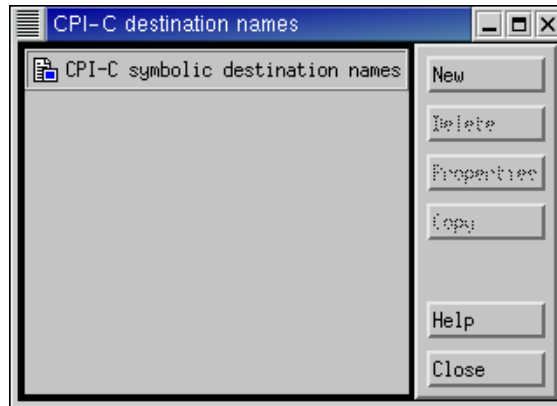 CPI-C destination names
CPI-C symbolic destination names
New
Delete
Properties
Copy
Help
Close